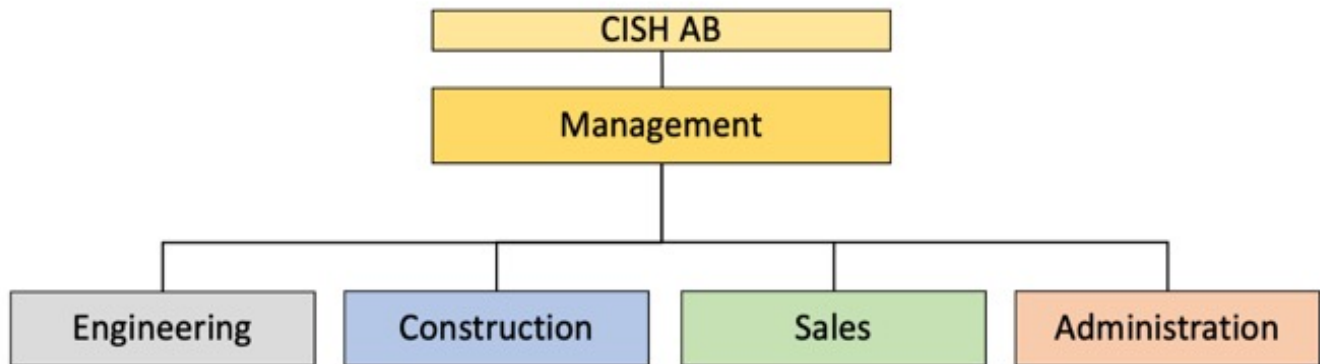 CISH AB
Management
Engineering
Construction
Sales
Administration